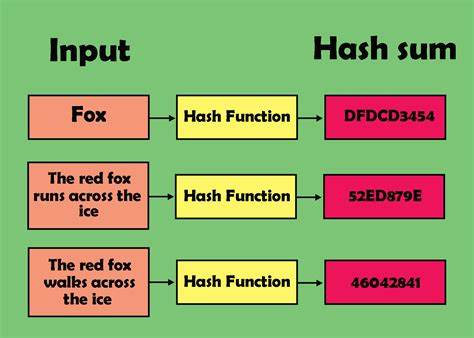 Input
Hash sum
Fox
Hash Function
DFDCD3454
The red fox
runs across the
ice
Hash Function
52ED879E
The red fox
walks across
the ice
Hash Function
46042841